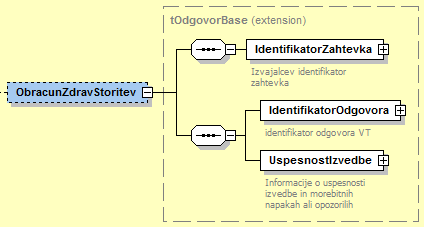 tOdgovorBase (extension)
IdentifikatorZahtevka
Izvajalcev identifikator
zahtevka
ObracunZdravStoritev
IdentifikatorOdgovora
identifikator odgovora VT
UspesnostIzvedbe
Informacije o uspesnosti
izvedbe in morebitnih
napakah ali opozorilih